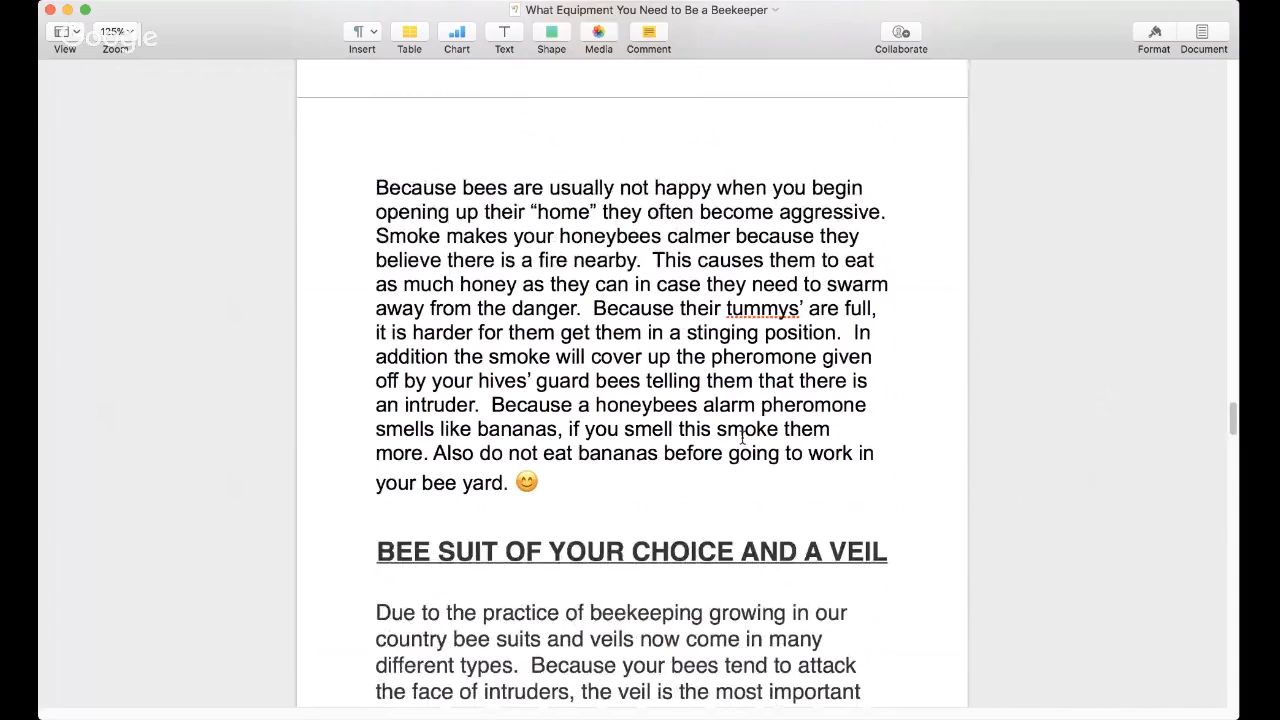 What Equipment You Need to Be a Beekeeper
125%
Google
View
Zoom
Insert
Table
Chart
Text
Shape
Media
Comment
Collaborate
Format
Document
Because bees are usually not happy when you begin
opening up their “home” they often become aggressive.
Smoke makes your honeybees calmer because they
believe there is a fire nearby.  This causes them to eat
as much honey as they can in case they need to swarm
away from the danger.  Because their tummys’ are full,
it is harder for them get them in a stinging position.  In
addition the smoke will cover up the pheromone given
off by your hives’ guard bees telling them that there is
an intruder.  Because a honeybees alarm pheromone
smells like bananas, if you smell this smoke them
more. Also do not eat bananas before going to work in
your bee yard. 😊
BEE SUIT OF YOUR CHOICE AND A VEIL
Due to the practice of beekeeping growing in our
country bee suits and veils now come in many
different types.  Because your bees tend to attack
the face of intruders, the veil is the most important